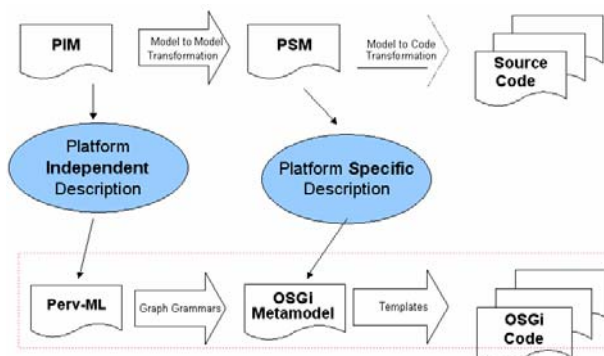 PIM
Model to Model
Transformation
PSM
Model to Code
Transformation
Source
Code
Platform
Independent
Description
Platform Specific
Description
Perv-ML
Graph Grammars
OSGi
Metamodel
Templates
OSGi
Code